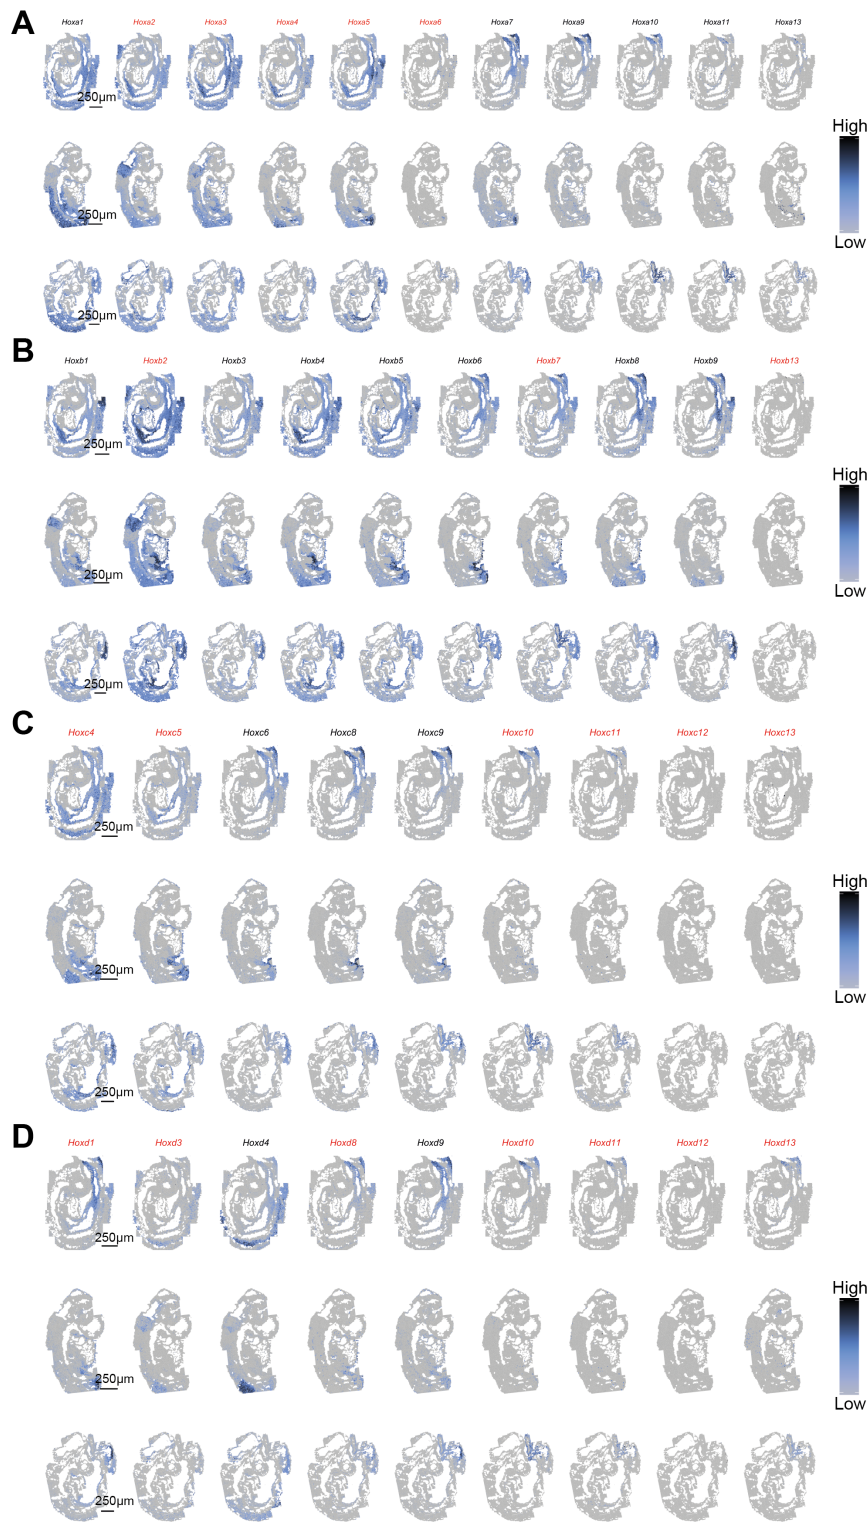 A
Hoxa1 Hoxa2 Hoxa3 Hoxa4 Hoxa5 Hoxa6 Hoxa7 Hoxa9 Hoxa10 Hoxa11 Hoxa13
250µm
High
250µm
Low
250µm
B
Hoxb1 Hoxb2 Hoxb3 Hoxb4 Hoxb5 Hoxb6 Hoxb7 Hoxb8 Hoxb9 Hoxb13
250µm
High
250µm
Low
250µm
C
Hoxc4 Hoxc5 Hoxc6 Hoxc8 Hoxc9 Hoxc10 Hoxc11 Hoxc12 Hoxc13
250µm
High
250µm
Low
250µm
D
Hoxd1 Hoxd3 Hoxd4 Hoxd8 Hoxd9 Hoxd10 Hoxd11 Hoxd12 Hoxd13
250µm
High
250µm
Low
250µm